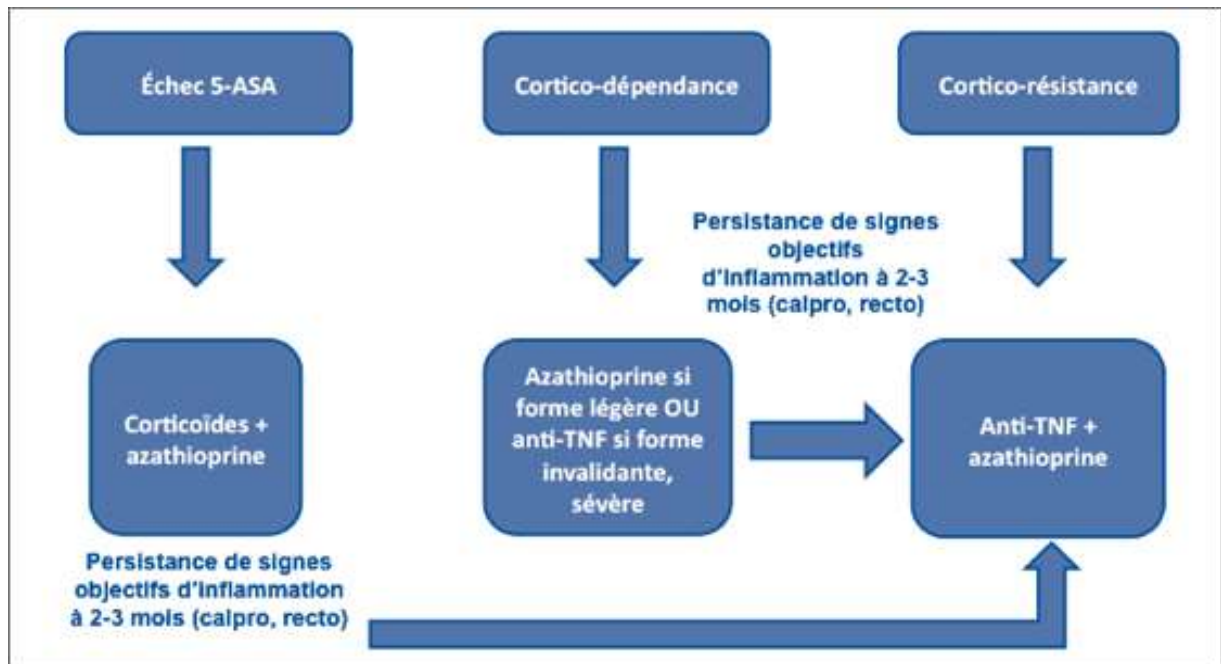 Échec 5-ASA
Cortico-dépendance
Cortico-résistance
Persistance de signes
objectifs
d'inflammation à 2-3
mois (calpro, recto)
Corticoïdes +
azathioprine
Azathioprine si
forme légère OU
anti-TNF si forme
invalidante,
sévère
Anti-TNF +
azathioprine
Persistance de signes
objectifs d'inflammation
à 2-3 mois (calpro, recto)